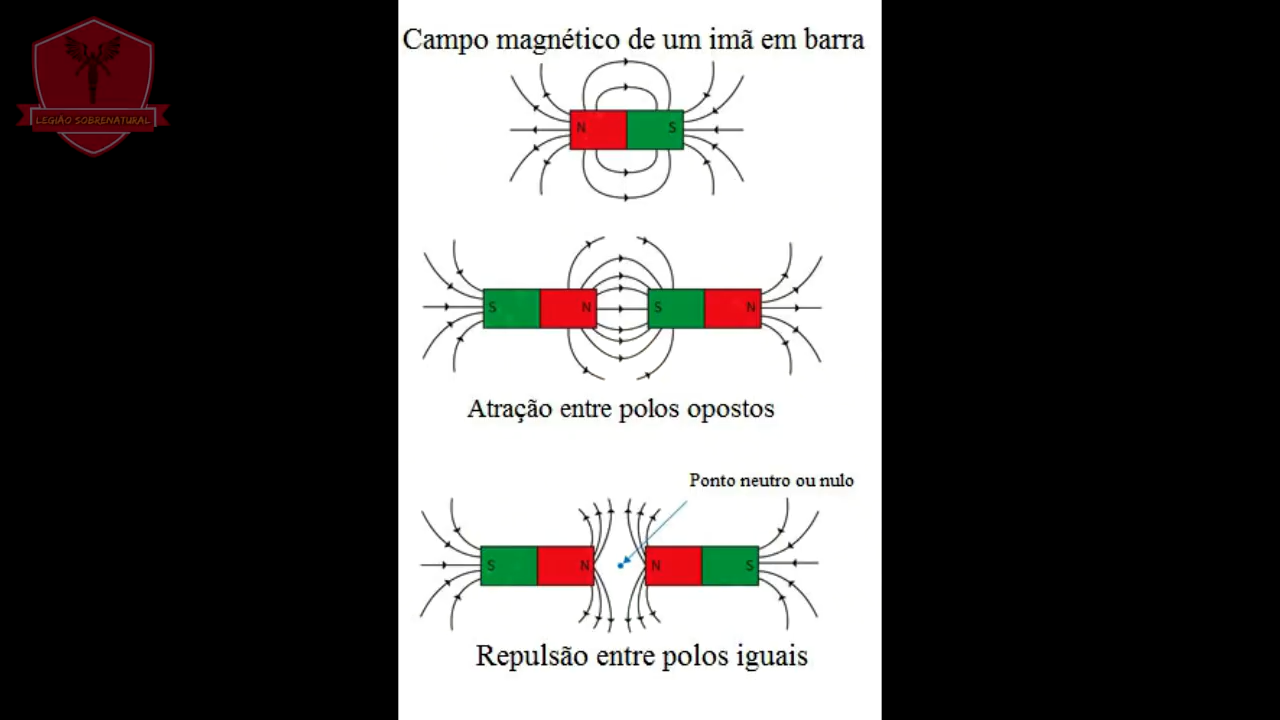 LEGIÃO SOBRENATURAL
Campo magnético de um imã em barra
N S
S N S N
Atração entre polos opostos
Ponto neutro ou nulo
S N N S
Repulsão entre polos iguais